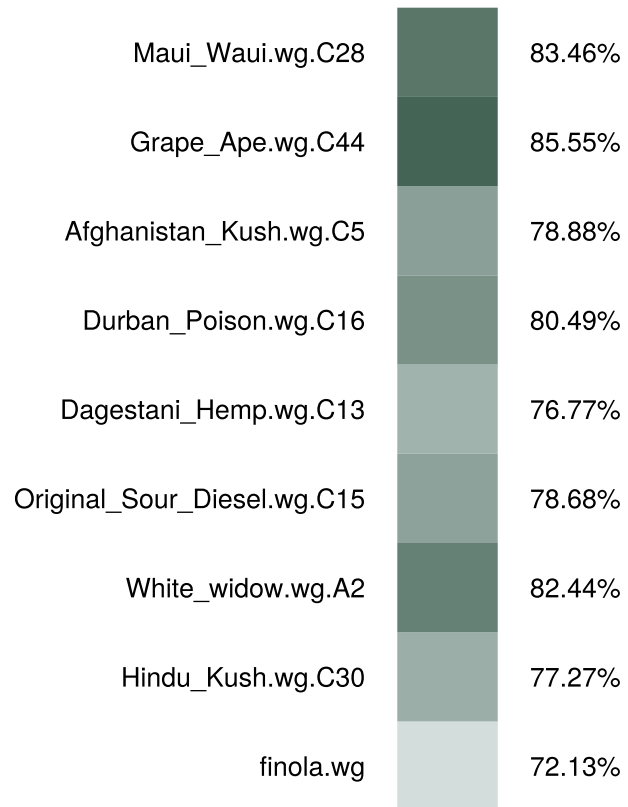 Maui_Waui.wg.C28 83.46%
Grape_Ape.wg.C44 85.55%
Afghanistan_Kush.wg.C5 78.88%
Durban_Poison.wg.C16 80.49%
Dagestani_Hemp.wg.C13 76.77%
Original_Sour_Diesel.wg.C15 78.68%
White_widow.wg.A2 82.44%
Hindu_Kush.wg.C30 77.27%
finola.wg 72.13%